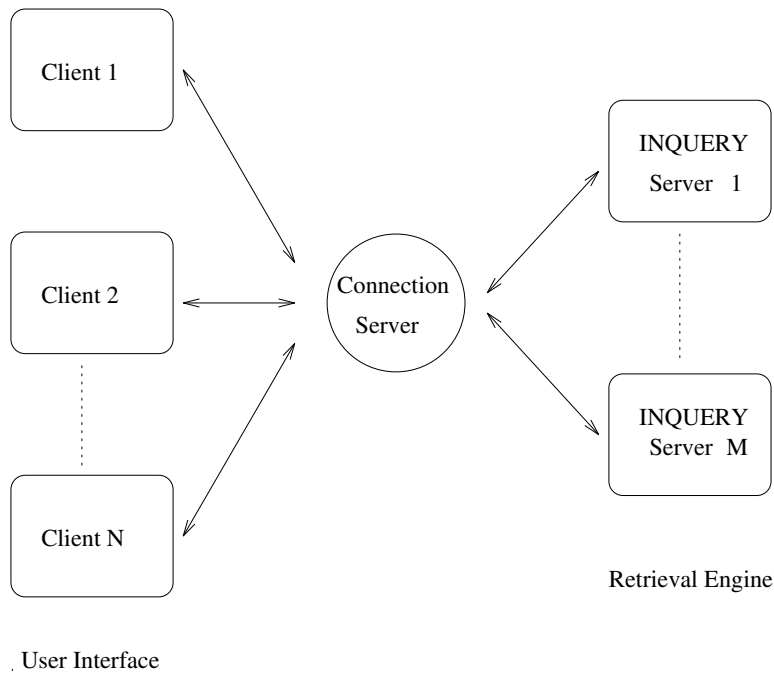 Client 1
Client 2
Client N
. User Interface
Connection
Server
INQUERY
Server 1
INQUERY
Server M
Retrieval Engine